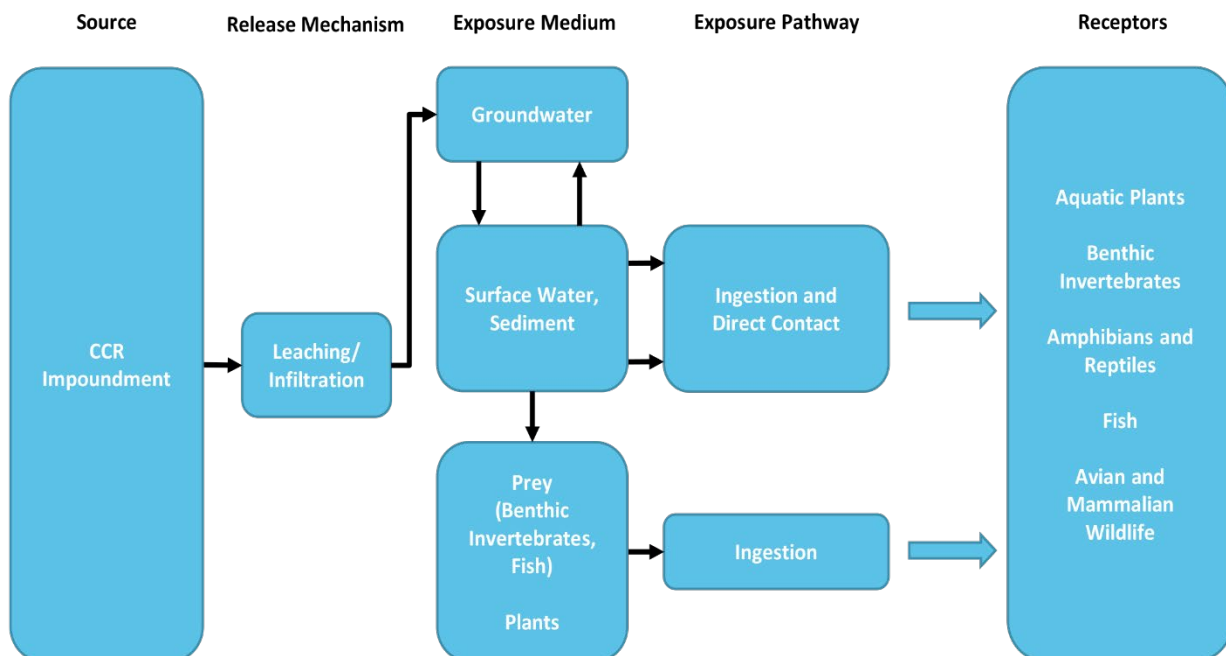 Source
Release Mechanism
Exposure Medium
Exposure Pathway
Receptors
CCR
Impoundment
Leaching/
Infiltration
Groundwater
Surface Water,
Sediment
Prey
(Benthic
Invertebrates,
Fish)
Plants
Ingestion and
Direct Contact
Ingestion
Aquatic Plants
Benthic
Invertebrates
Amphibians and
Reptiles
Fish
Avian and
Mammalian
Wildlife